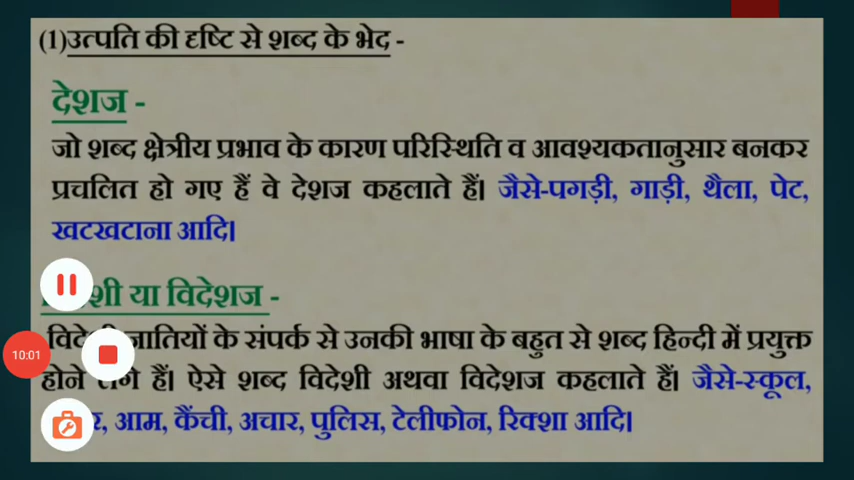 (1)उत्पति की दृष्टि से शब्द के भेद -
देशज -
जो शब्द क्षेत्रीय प्रभाव के कारण परिस्थिति व आवश्यकतानुसार बनकर
प्रचलित हो गए हैं वे देशज कहलाते हैं। जैसे-पगड़ी, गाड़ी, थैला, पेट,
खटखटाना आदि।
या विदेशज -
के संपर्क से उनकी भाषा के बहुत से शब्द हिन्दी में प्रयुक्त
होने लगे हैं। ऐसे शब्द विदेशी अथवा विदेशज कहलाते हैं। जैसे-स्कूल,
आम, कैंची, अचार, पुलिस, टेलीफोन, रिक्शा आदि।
10:01